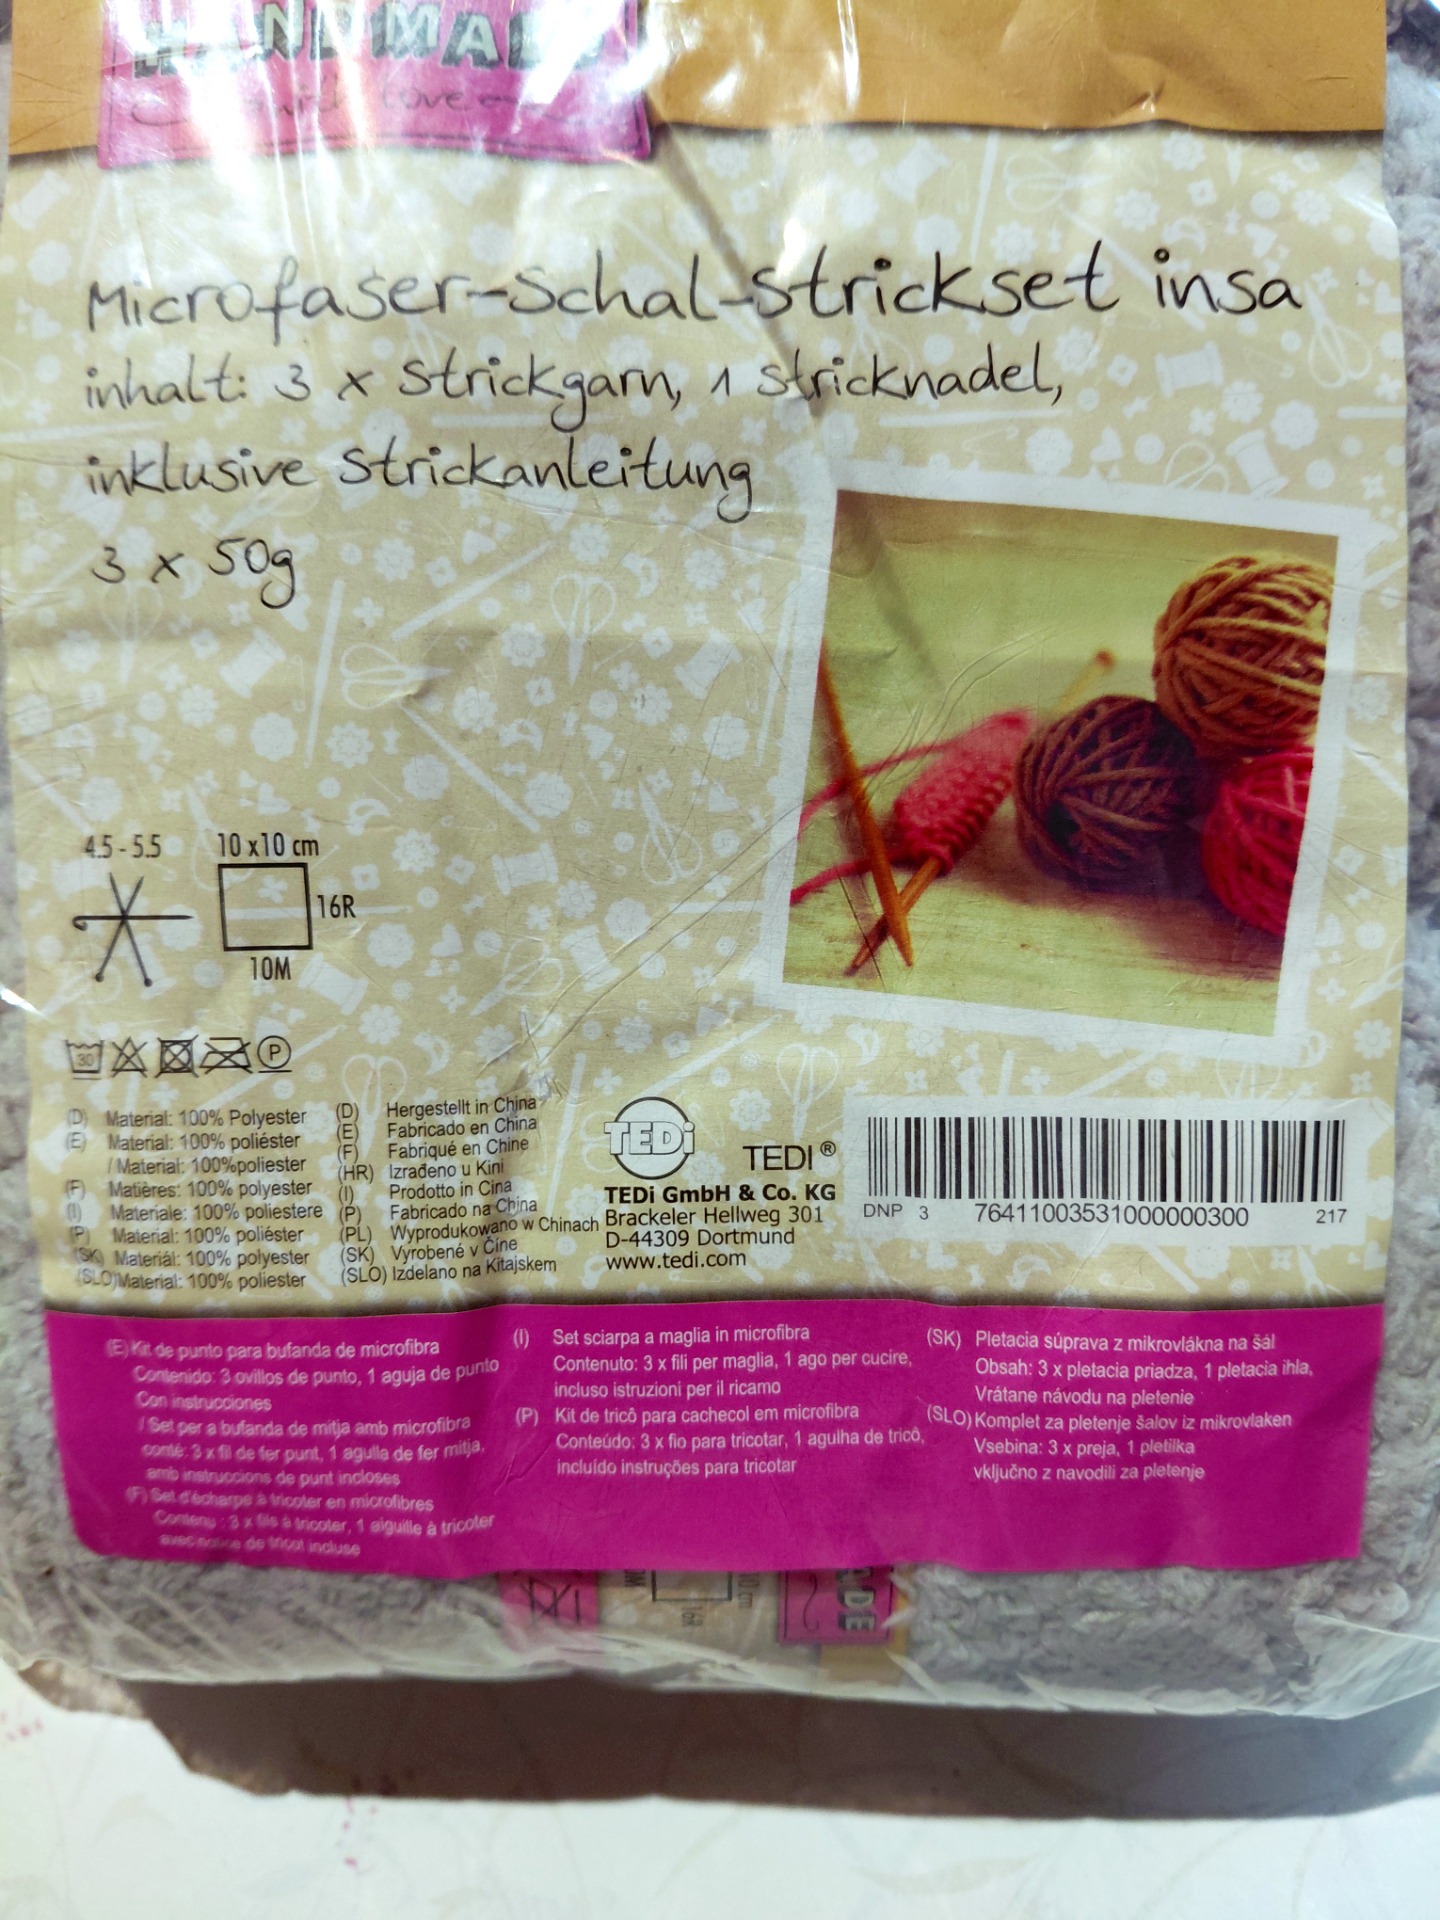 HANDMADE
with love
Microfaser-Schal-Strickset insa
inhalt: 3 x Strickgarn, 1 Stricknadel,
inklusive Strickanleitung
3 x 50g
4.5 - 5.5
10 x 10 cm
16R
10M
30
P
(D) Material: 100% Polyester
(E) Material: 100% poliéster
/ Material: 100%poliester
(F) Matières: 100% polyester
(I) Materiale: 100% poliestere
(P) Material: 100% poliéster
(SK) Materiál: 100% polyester
(SLO)Material: 100% poliester
(D) Hergestellt in China
(E) Fabricado en China
(F) Fabriqué en Chine
(HR) Izrađeno u Kini
(I) Prodotto in Cina
(P) Fabricado na China
(PL) Wyprodukowano w Chinach
(SK) Vyrobené v Číne
(SLO) Izdelano na Kitajskem
TEDi
TEDI ®
TEDi GmbH & Co. KG
Brackeler Hellweg 301
D-44309 Dortmund
www.tedi.com
DNP 3 76411003531000000300 217
(E) Kit de punto para bufanda de microfibra
Contenido: 3 ovillos de punto, 1 aguja de punto
Con instrucciones
/ Set per a bufanda de mitja amb microfibra
conté: 3 x fil de fer punt, 1 agulla de fer mitja,
amb instruccions de punt incloses
(F) Set d'écharpe à tricoter en microfibres
Contenu : 3 x fils à tricoter, 1 aiguille à tricoter
avec notice de tricot incluse
(I) Set sciarpa a maglia in microfibra
Contenuto: 3 x fili per maglia, 1 ago per cucire,
incluso istruzioni per il ricamo
(P) Kit de tricô para cachecol em microfibra
Conteúdo: 3 x fio para tricotar, 1 agulha de tricô,
incluído instruções para tricotar
(SK) Pletacia súprava z mikrovlákna na šál
Obsah: 3 x pletacia priadza, 1 pletacia ihla,
Vrátane návodu na pletenie
(SLO) Komplet za pletenje šalov iz mikrovlaken
Vsebina: 3 x preja, 1 pletilka
vključno z navodili za pletenje